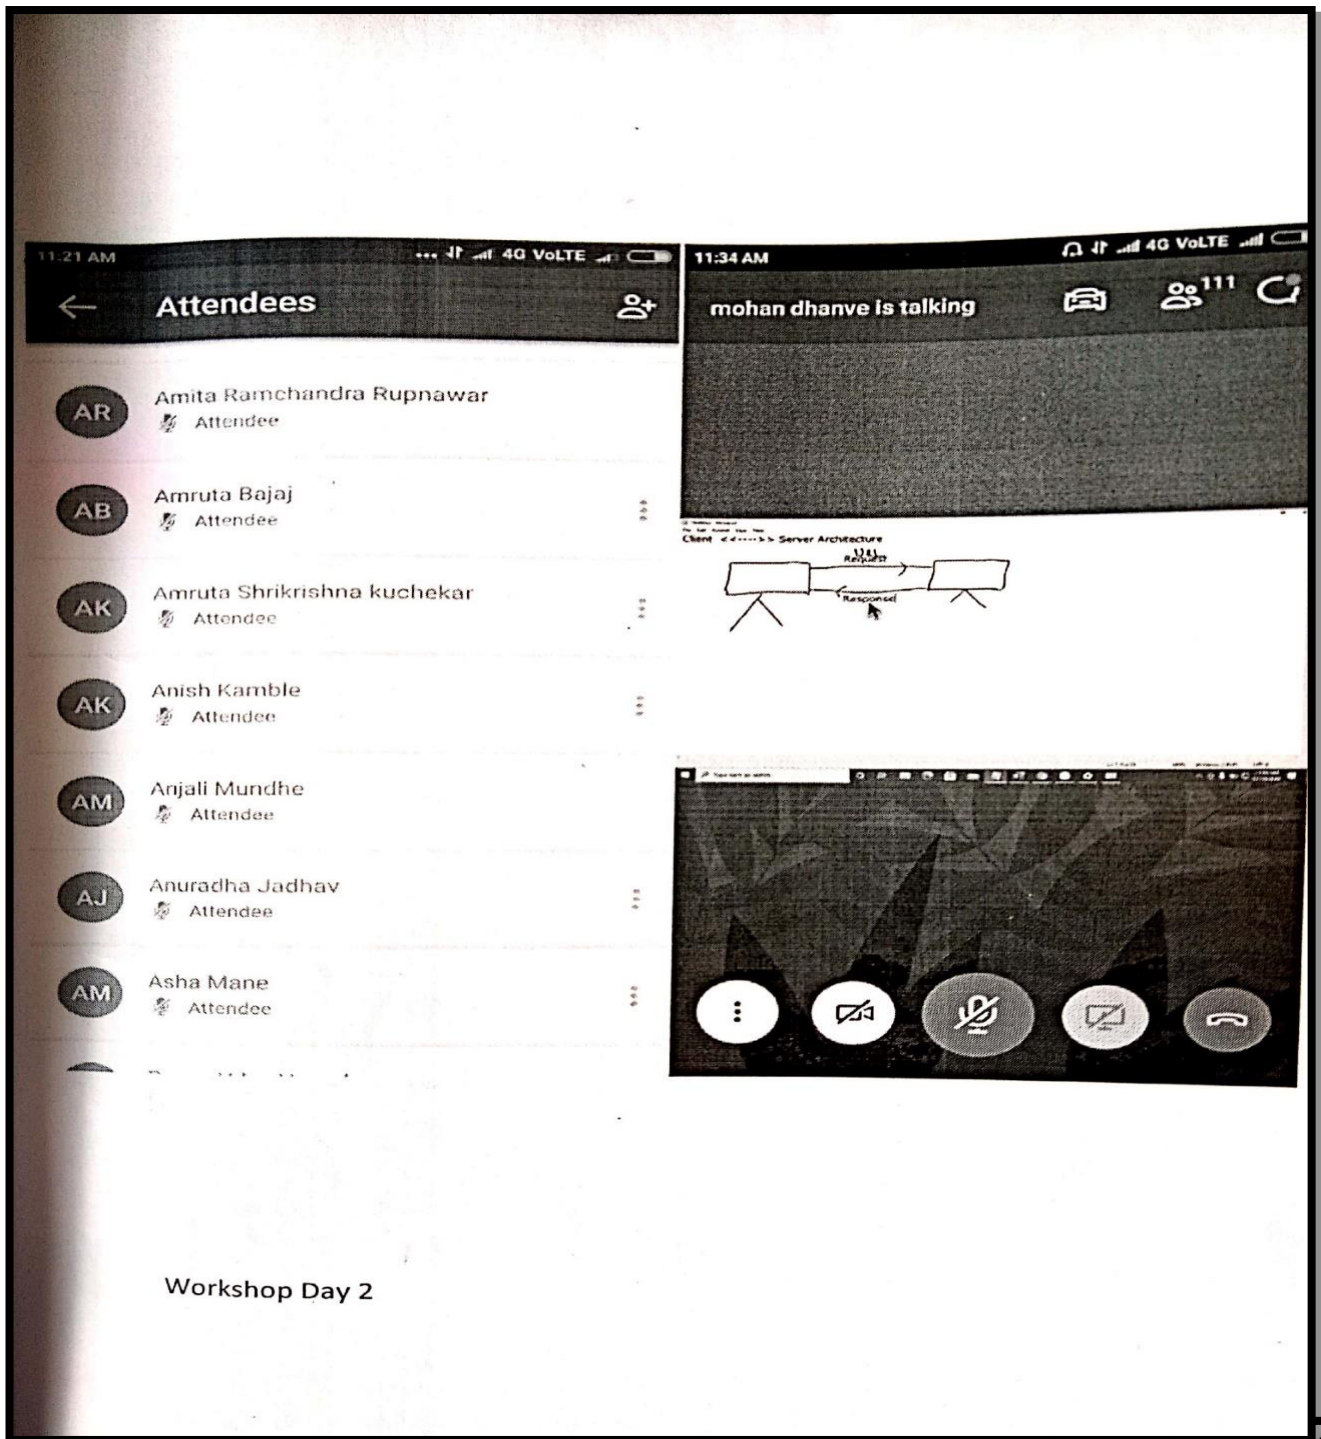 11:21 AM
4G VoLTE
Attendees
AR
Amita Ramchandra Rupnawar
Attendee
AB
Amruta Bajaj
Attendee
AK
Amruta Shrikrishna kuchekar
Attendee
AK
Anish Kamble
Attendee
AM
Anjali Mundhe
Attendee
AJ
Anuradha Jadhav
Attendee
AM
Asha Mane
Attendee
11:34 AM
4G VoLTE
mohan dhanve is talking
111
Client <<---->> Server Architecture
Request
Response
Workshop Day 2